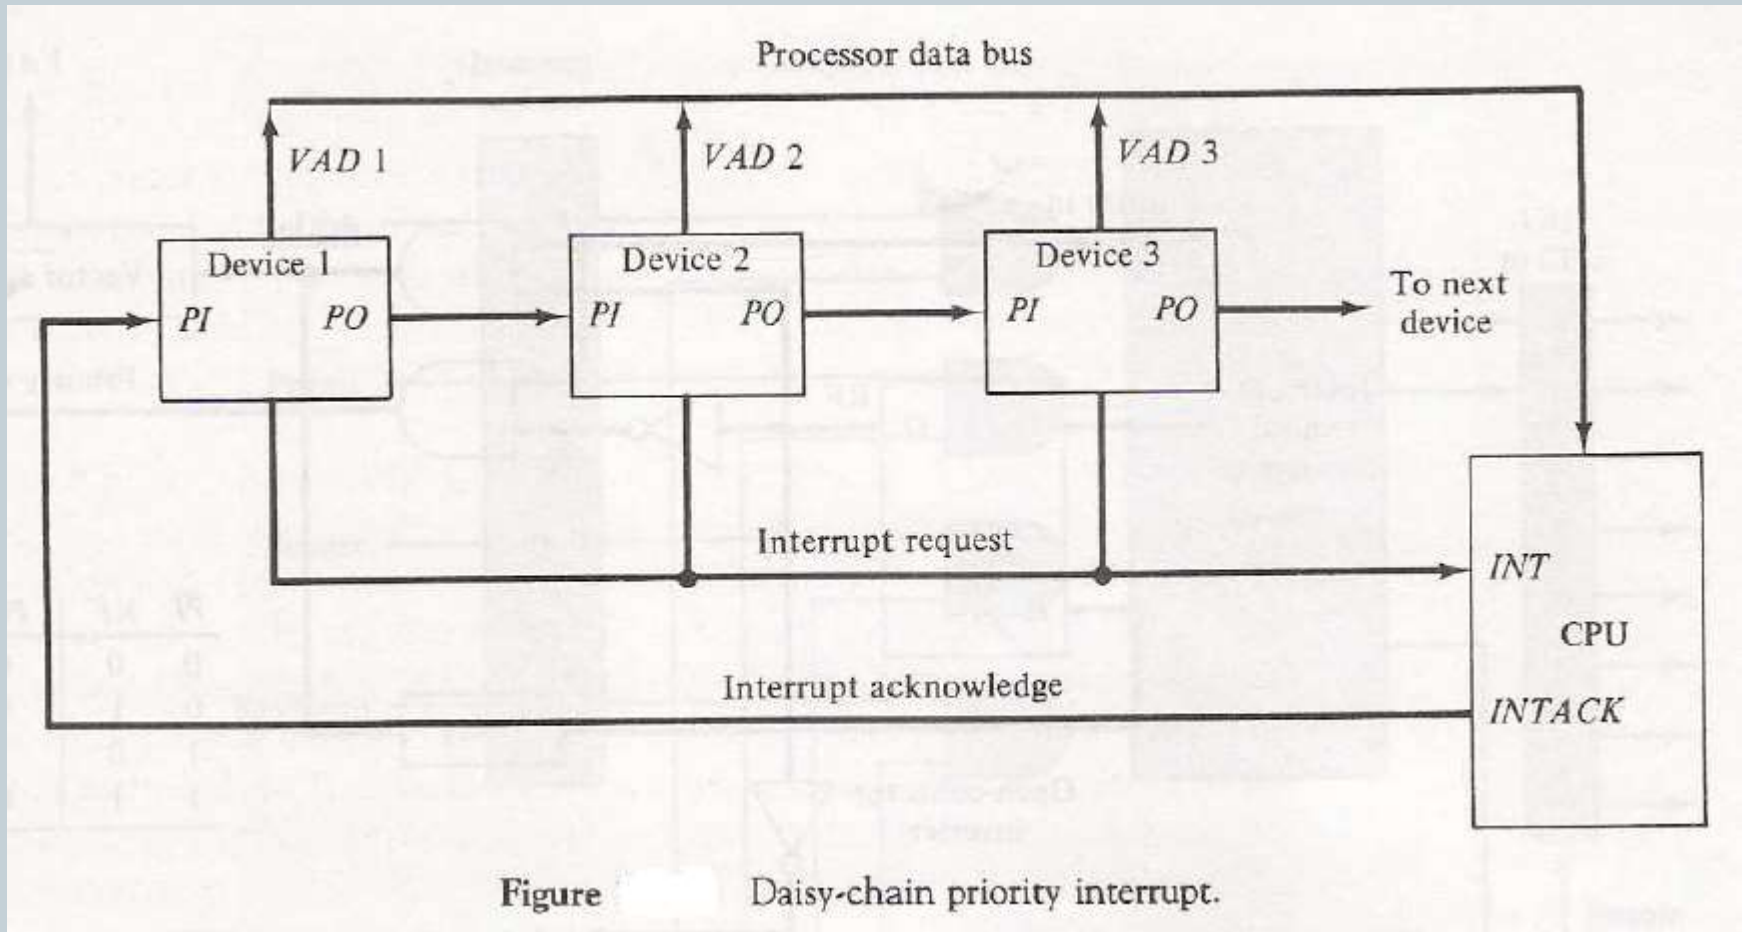 Processor data bus
VAD 1
VAD 2
VAD 3
Device 1
PI
PO
Device 2
PI
PO
Device 3
PI
PO
To next
device
Interrupt request
INT
CPU
Interrupt acknowledge
INTACK
Figure
Daisy-chain priority interrupt.